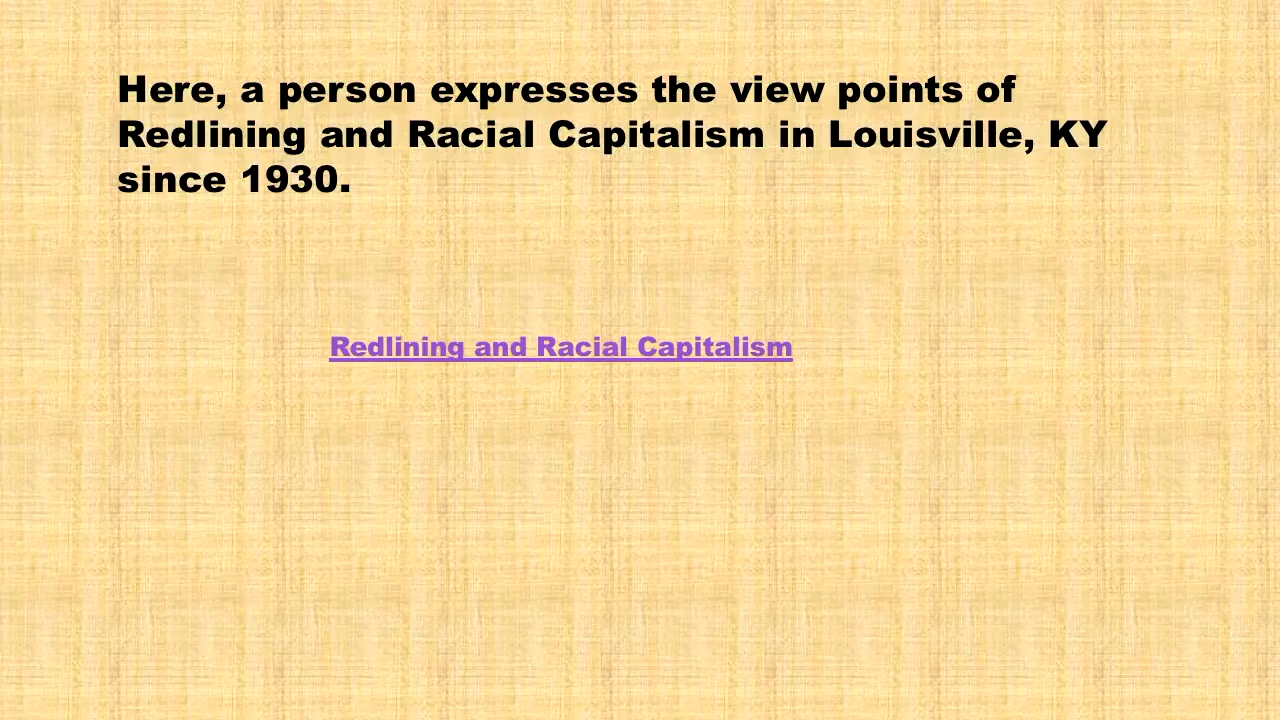 Here, a person expresses the view points of
Redlining and Racial Capitalism in Louisville, KY
since 1930.
Redlining and Racial Capitalism